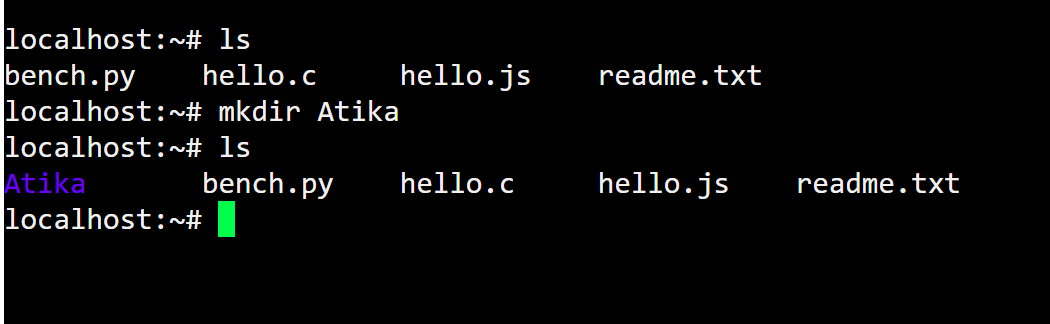 localhost:~# ls
bench.py    hello.c     hello.js    readme.txt
localhost:~# mkdir Atika
localhost:~# ls
Atika       bench.py    hello.c     hello.js    readme.txt
localhost:~#